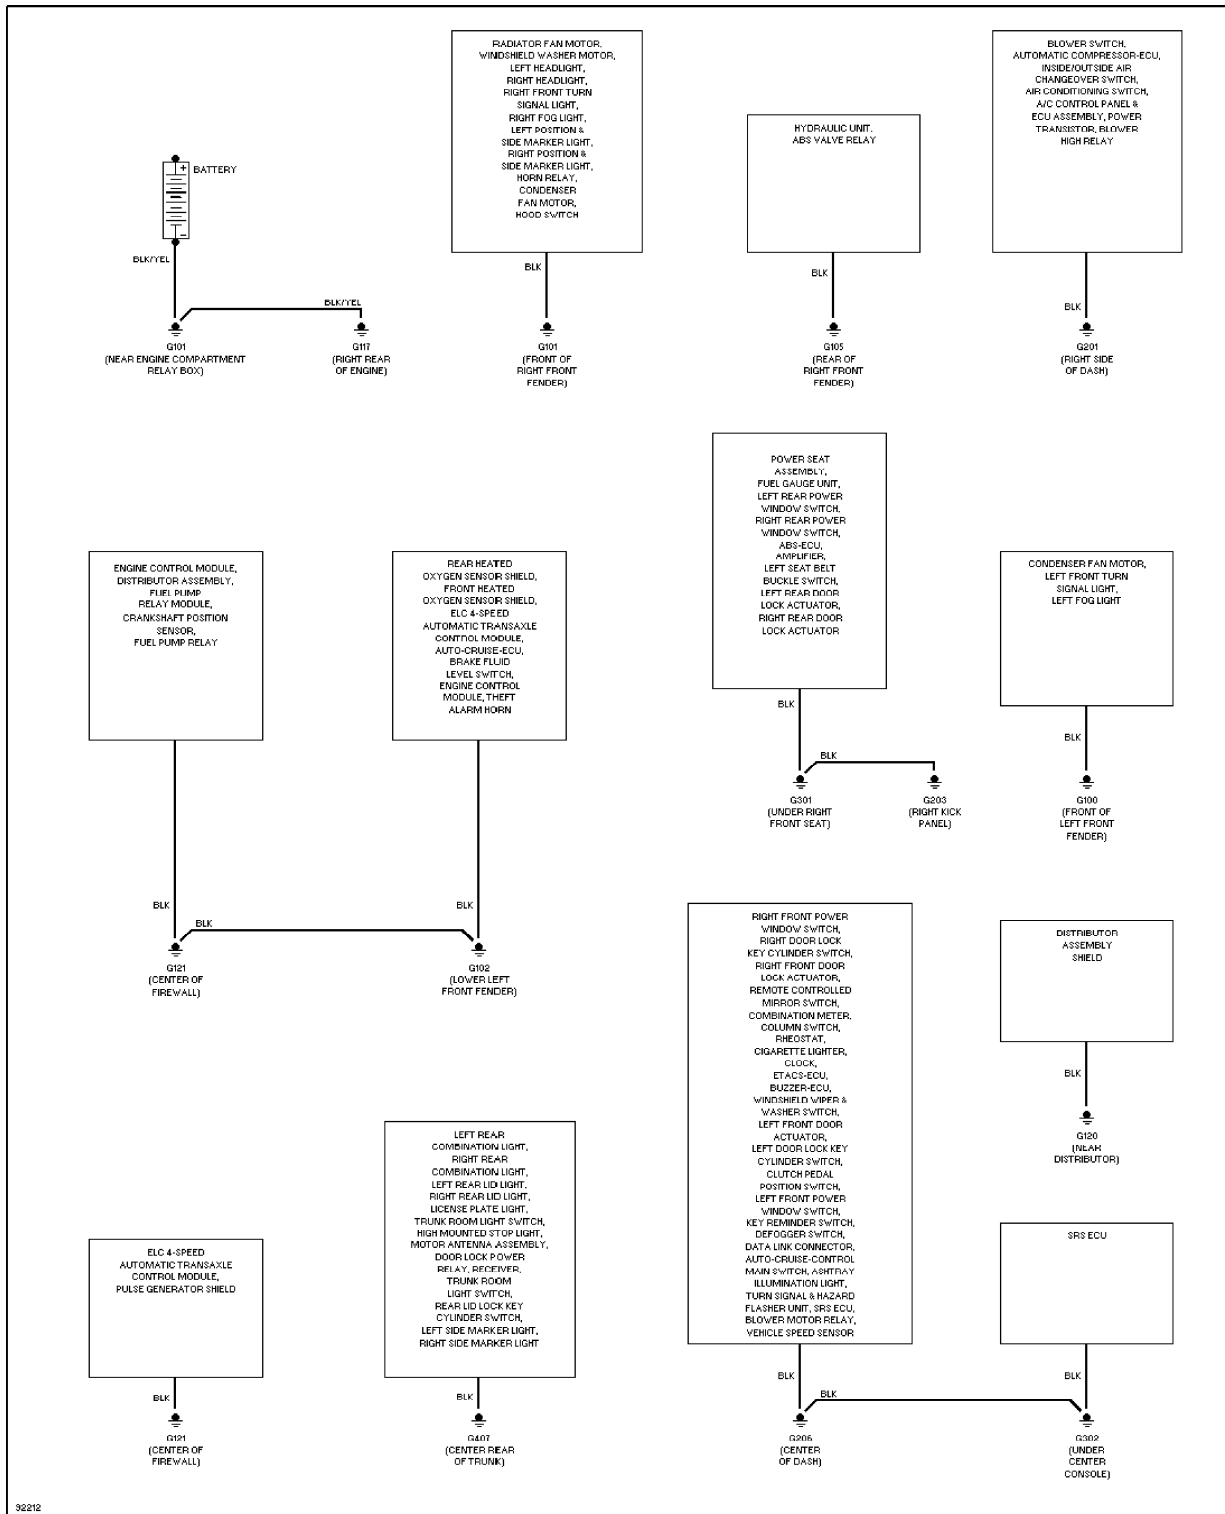 BATTERY
+
-
BLK/YEL
BLK/YEL
G101
(NEAR ENGINE COMPARTMENT
RELAY BOX)
G117
(RIGHT REAR
OF ENGINE)
RADIATOR FAN MOTOR,
WINDSHIELD WASHER MOTOR,
LEFT HEADLIGHT,
RIGHT HEADLIGHT,
RIGHT FRONT TURN
SIGNAL LIGHT,
RIGHT FOG LIGHT,
LEFT POSITION &
SIDE MARKER LIGHT,
RIGHT POSITION &
SIDE MARKER LIGHT,
HORN RELAY,
CONDENSER
FAN MOTOR,
HOOD SWITCH
BLK
G101
(FRONT OF
RIGHT FRONT
FENDER)
HYDRAULIC UNIT,
ABS VALVE RELAY
BLK
G105
(REAR OF
RIGHT FRONT
FENDER)
BLOWER SWITCH,
AUTOMATIC COMPRESSOR-ECU,
INSIDE/OUTSIDE AIR
CHANGEOVER SWITCH,
AIR CONDITIONING SWITCH,
A/C CONTROL PANEL &
ECU ASSEMBLY, POWER
TRANSISTOR, BLOWER
HIGH RELAY
BLK
G201
(RIGHT SIDE
OF DASH)
ENGINE CONTROL MODULE,
DISTRIBUTOR ASSEMBLY,
FUEL PUMP
RELAY MODULE,
CRANKSHAFT POSITION
SENSOR,
FUEL PUMP RELAY
BLK
BLK
G121
(CENTER OF
FIREWALL)
REAR HEATED
OXYGEN SENSOR SHIELD,
FRONT HEATED
OXYGEN SENSOR SHIELD,
ELC 4-SPEED
AUTOMATIC TRANSAXLE
CONTROL MODULE,
AUTO-CRUISE-ECU,
BRAKE FLUID
LEVEL SWITCH,
ENGINE CONTROL
MODULE, THEFT
ALARM HORN
BLK
G102
(LOWER LEFT
FRONT FENDER)
POWER SEAT
ASSEMBLY,
FUEL GAUGE UNIT,
LEFT REAR POWER
WINDOW SWITCH,
RIGHT REAR POWER
WINDOW SWITCH,
ABS-ECU,
AMPLIFIER,
LEFT SEAT BELT
BUCKLE SWITCH,
LEFT REAR DOOR
LOCK ACTUATOR,
RIGHT REAR DOOR
LOCK ACTUATOR
BLK
BLK
G301
(UNDER RIGHT
FRONT SEAT)
G203
(RIGHT KICK
PANEL)
CONDENSER FAN MOTOR,
LEFT FRONT TURN
SIGNAL LIGHT,
LEFT FOG LIGHT
BLK
G100
(FRONT OF
LEFT FRONT
FENDER)
ELC 4-SPEED
AUTOMATIC TRANSAXLE
CONTROL MODULE,
PULSE GENERATOR SHIELD
BLK
G121
(CENTER OF
FIREWALL)
LEFT REAR
COMBINATION LIGHT,
RIGHT REAR
COMBINATION LIGHT,
LEFT REAR LID LIGHT,
RIGHT REAR LID LIGHT,
LICENSE PLATE LIGHT,
TRUNK ROOM LIGHT SWITCH,
HIGH MOUNTED STOP LIGHT,
MOTOR ANTENNA ASSEMBLY,
DOOR LOCK POWER
RELAY, RECEIVER,
TRUNK ROOM
LIGHT SWITCH,
REAR LID LOCK KEY
CYLINDER SWITCH,
LEFT SIDE MARKER LIGHT,
RIGHT SIDE MARKER LIGHT
BLK
G407
(CENTER REAR
OF TRUNK)
RIGHT FRONT POWER
WINDOW SWITCH,
RIGHT DOOR LOCK
KEY CYLINDER SWITCH,
RIGHT FRONT DOOR
LOCK ACTUATOR,
REMOTE CONTROLLED
MIRROR SWITCH,
COMBINATION METER,
COLUMN SWITCH,
RHEOSTAT,
CIGARETTE LIGHTER,
CLOCK,
ETACS-ECU,
BUZZER-ECU,
WINDSHIELD WIPER &
WASHER SWITCH,
LEFT FRONT DOOR
ACTUATOR,
LEFT DOOR LOCK KEY
CYLINDER SWITCH,
CLUTCH PEDAL
POSITION SWITCH,
LEFT FRONT POWER
WINDOW SWITCH,
KEY REMINDER SWITCH,
DEFOGGER SWITCH,
DATA LINK CONNECTOR,
AUTO-CRUISE-CONTROL
MAIN SWITCH, ASHTRAY
ILLUMINATION LIGHT,
TURN SIGNAL & HAZARD
FLASHER UNIT, SRS ECU,
BLOWER MOTOR RELAY,
VEHICLE SPEED SENSOR
BLK
BLK
G206
(CENTER
OF DASH)
DISTRIBUTOR
ASSEMBLY
SHIELD
BLK
G120
(NEAR
DISTRIBUTOR)
SRS ECU
BLK
G302
(UNDER
CENTER
CONSOLE)
92212